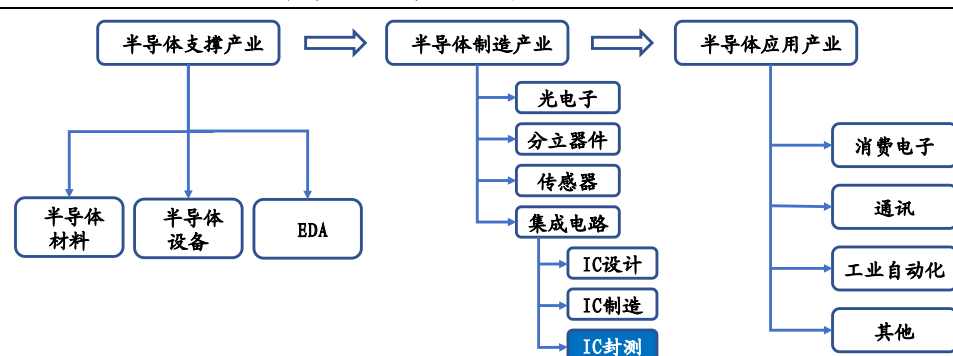 半导体支撑产业
半导体制造产业
半导体应用产业
光电子
分立器件
传感器
集成电路
IC设计
IC制造
IC封测
半导体
材料
半导体
设备
EDA
消费电子
通讯
工业自动化
其他